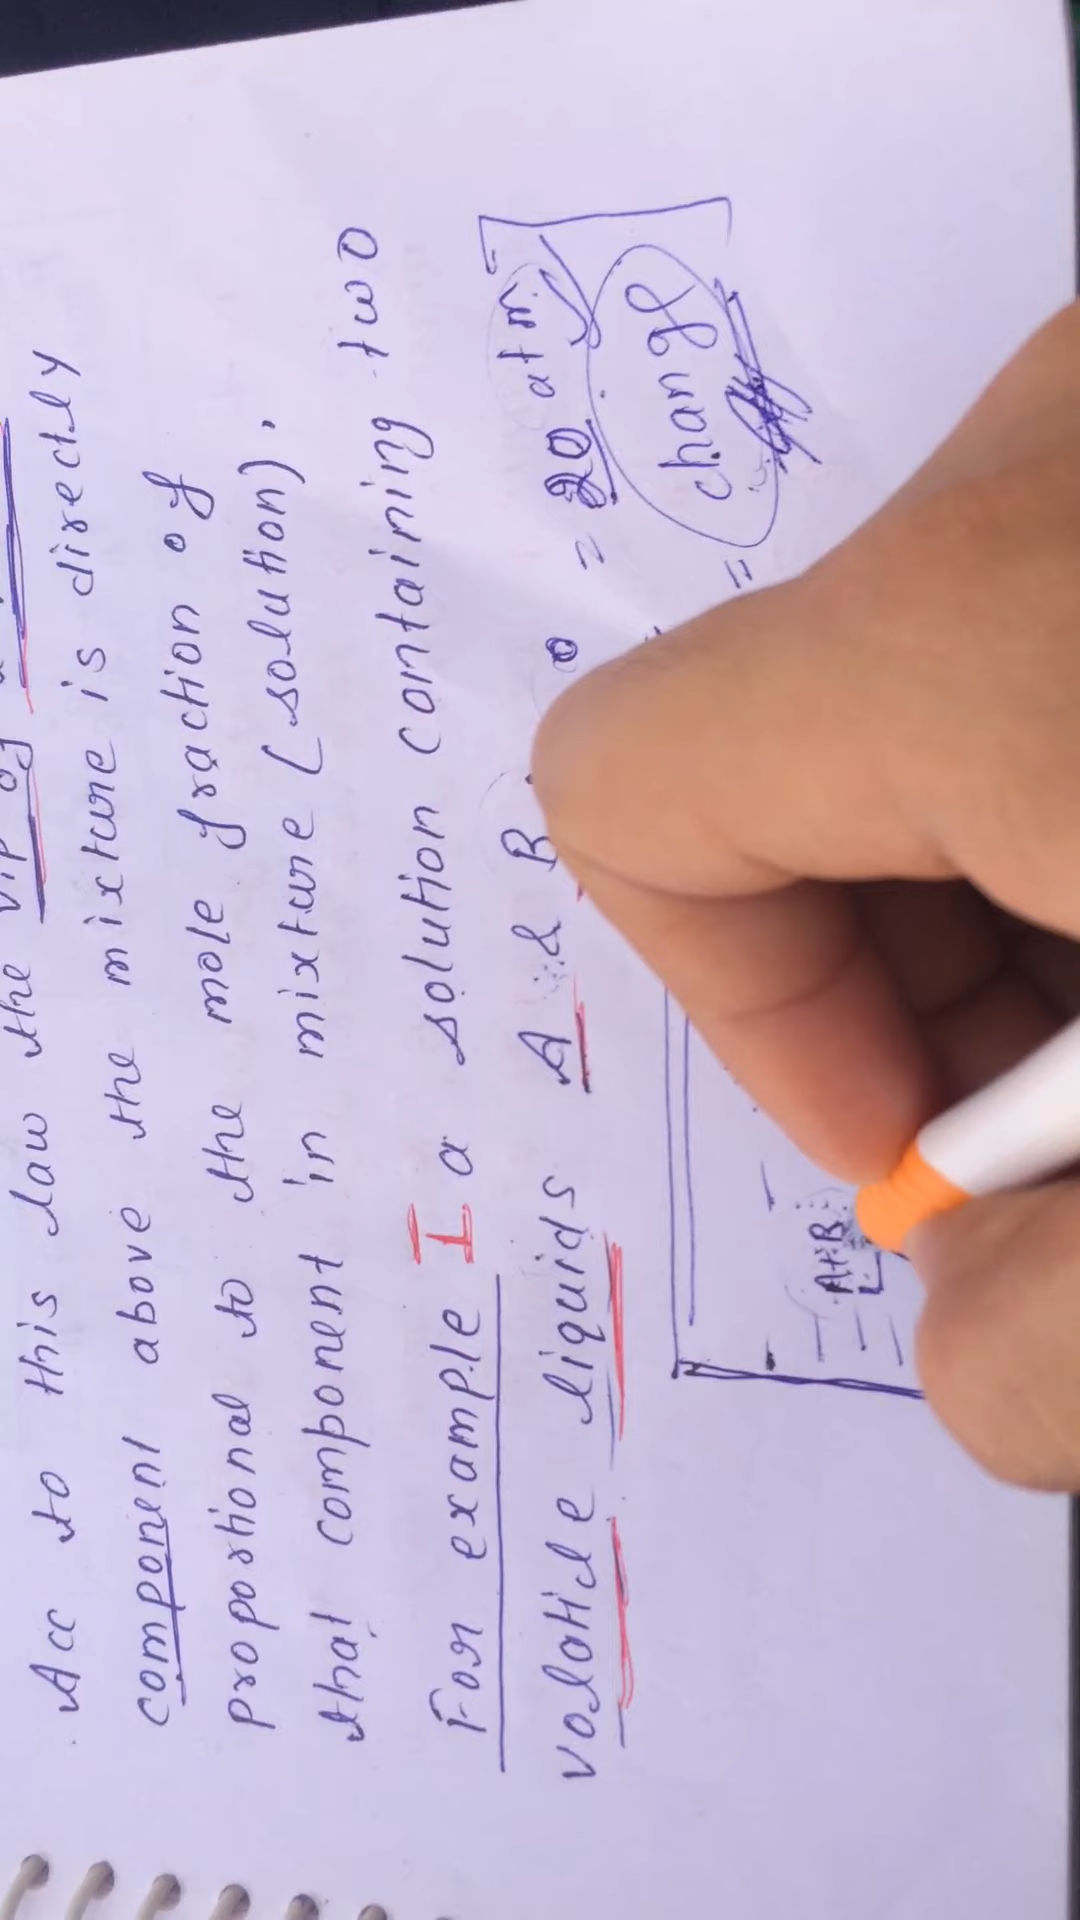 Acc to this law the V.P of a
component above the mixture is directly
proportional to the mole fraction of
that component in mixture (solution).
For example I a solution containing two
volatile liquids A & B
= 20 atm
= change
A+B